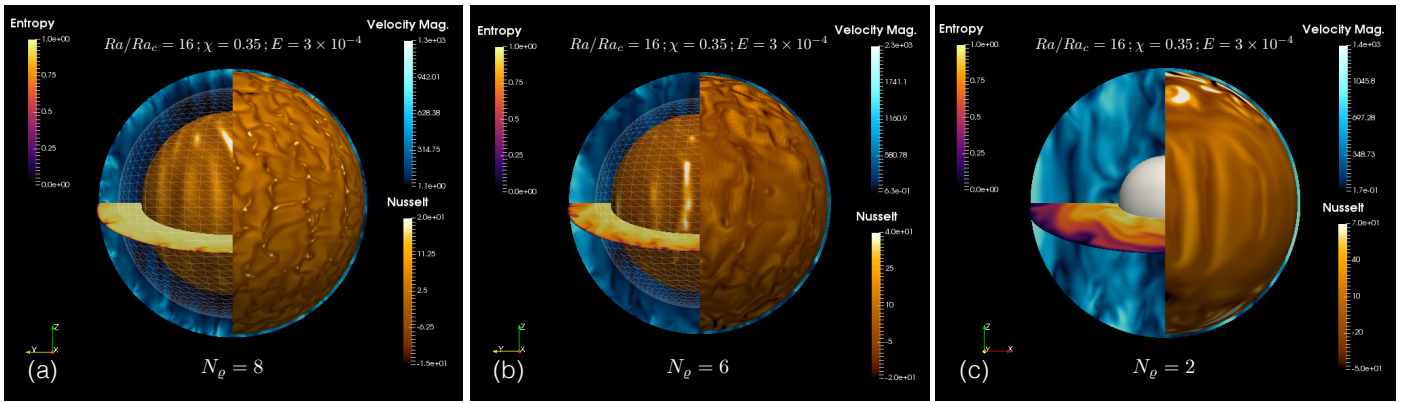 Entropy
1.0e+00
0.75
0.5
0.25
0.0e+00
Ra/Ra_c = 16 ; χ = 0.35 ; E = 3 × 10⁻⁴
Velocity Mag.
1.3e+03
942.01
628.38
314.75
1.1e+00
Nusselt
2.0e+01
11.25
2.5
-6.25
-1.5e+01
Z
Y
X
(a)
N_ϱ = 8
Entropy
1.0e+00
0.75
0.5
0.25
0.0e+00
Ra/Ra_c = 16 ; χ = 0.35 ; E = 3 × 10⁻⁴
Velocity Mag.
2.3e+03
1741.1
1160.9
580.78
6.3e-01
Nusselt
4.0e+01
25
10
-5
-2.0e+01
Z
Y
X
(b)
N_ϱ = 6
Entropy
1.0e+00
0.75
0.5
0.25
0.0e+00
Ra/Ra_c = 16 ; χ = 0.35 ; E = 3 × 10⁻⁴
Velocity Mag.
1.4e+03
1045.8
697.28
348.73
1.7e-01
Nusselt
7.0e+01
40
10
-20
-5.0e+01
Z
Y
X
(c)
N_ϱ = 2